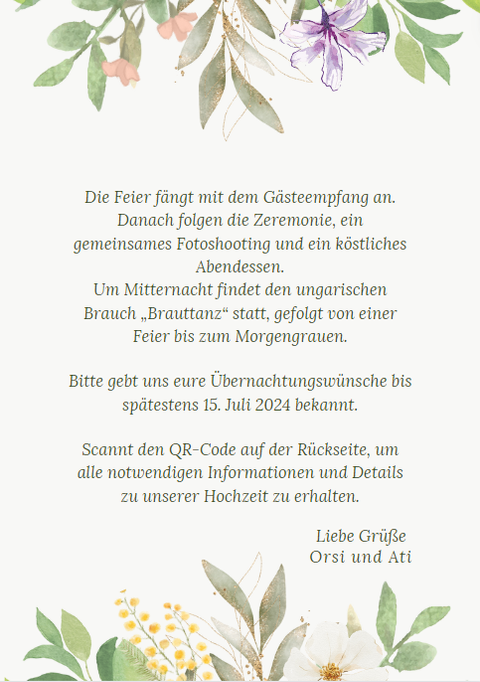 Die Feier fängt mit dem Gästeempfang an.
Danach folgen die Zeremonie, ein
gemeinsames Fotoshooting und ein köstliches
Abendessen.
Um Mitternacht findet den ungarischen
Brauch „Brauttanz“ statt, gefolgt von einer
Feier bis zum Morgengrauen.
Bitte gebt uns eure Übernachtungswünsche bis
spätestens 15. Juli 2024 bekannt.
Scannt den QR-Code auf der Rückseite, um
alle notwendigen Informationen und Details
zu unserer Hochzeit zu erhalten.
Liebe Grüße
Orsi und Ati